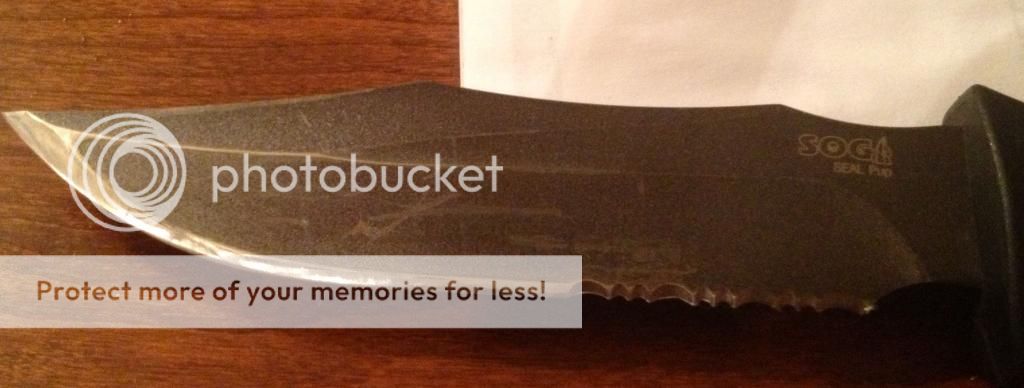 SOG
SEAL Pup
photobucket
Protect more of your memories for less!